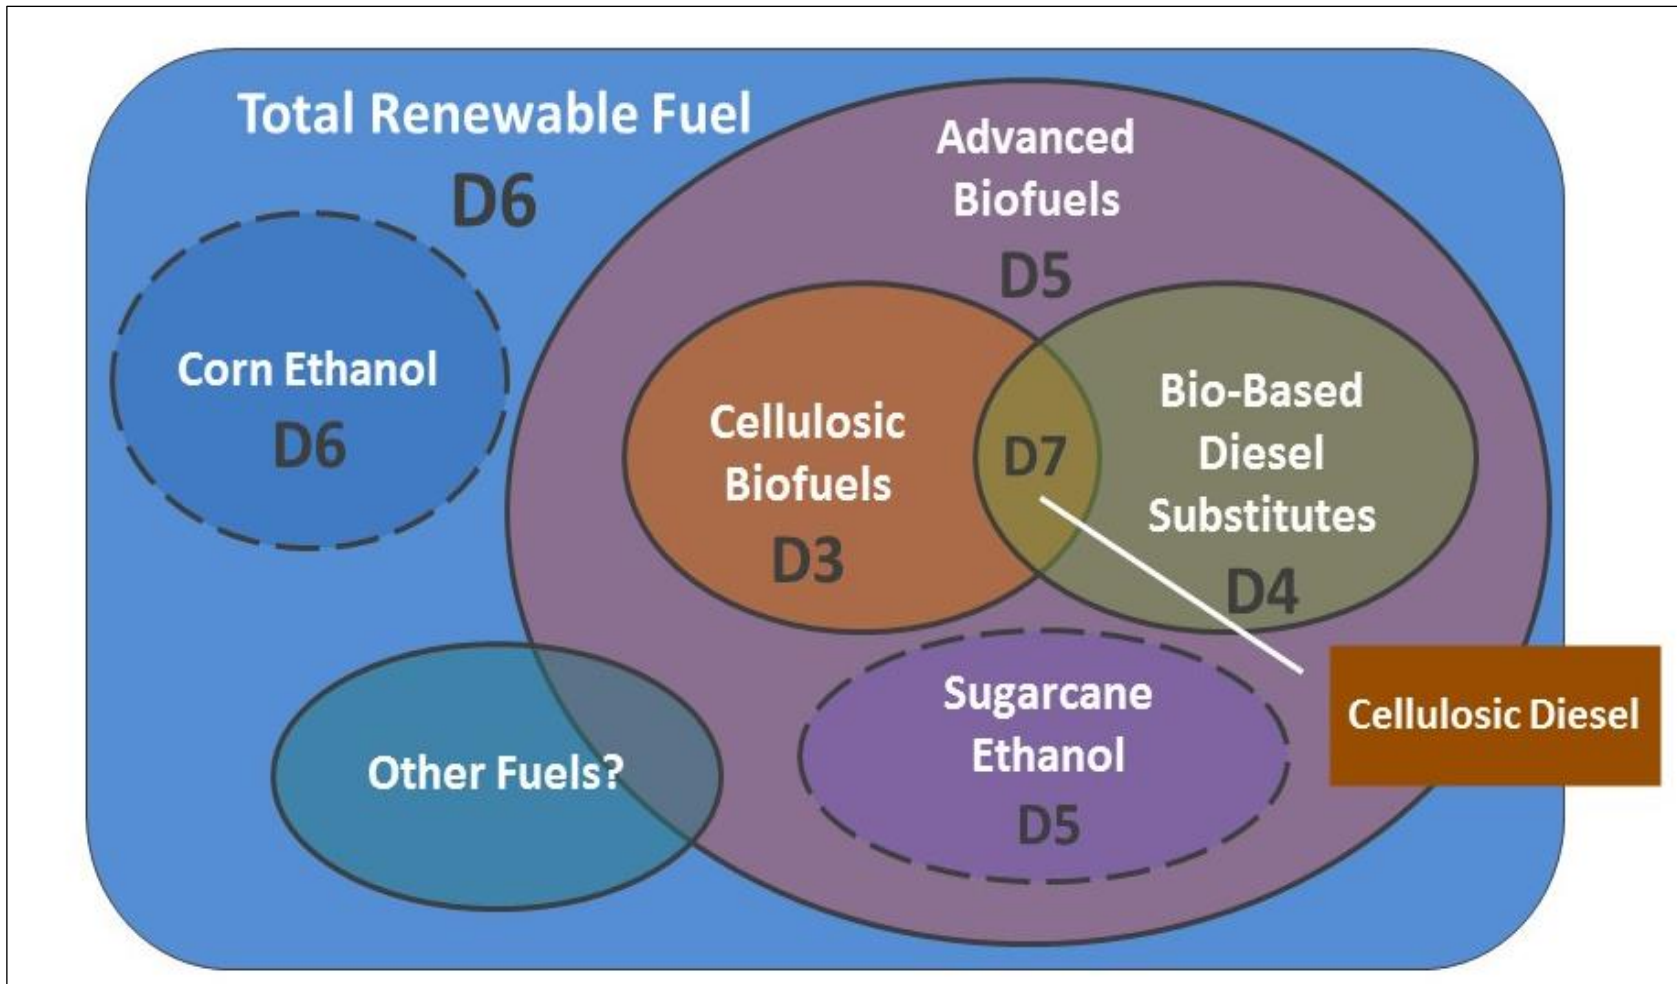 Total Renewable Fuel
D6
Advanced
Biofuels
D5
Corn Ethanol
D6
Cellulosic
Biofuels
D3
D7
Bio-Based
Diesel
Substitutes
D4
Other Fuels?
Sugarcane
Ethanol
D5
Cellulosic Diesel